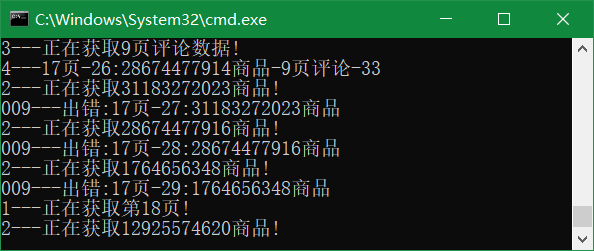 C:\Windows\System32\cmd.exe
3---正在获取9页评论数据!
4---17页-26:28674477914商品-9页评论-33
2---正在获取31183272023商品!
009---出错:17页-27:31183272023商品
2---正在获取28674477916商品!
009---出错:17页-28:28674477916商品
2---正在获取1764656348商品!
009---出错:17页-29:1764656348商品
1---正在获取第18页!
2---正在获取12925574620商品!